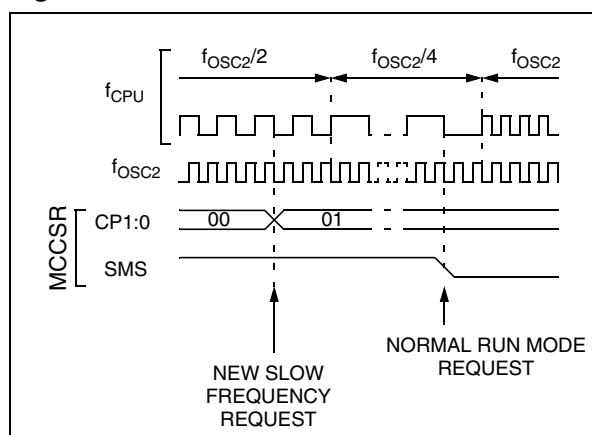 fOSC2/2 fOSC2/4 fOSC2
fCPU
fOSC2
MCCSR
CP1:0 00 01
SMS
NEW SLOW
FREQUENCY
REQUEST
NORMAL RUN MODE
REQUEST